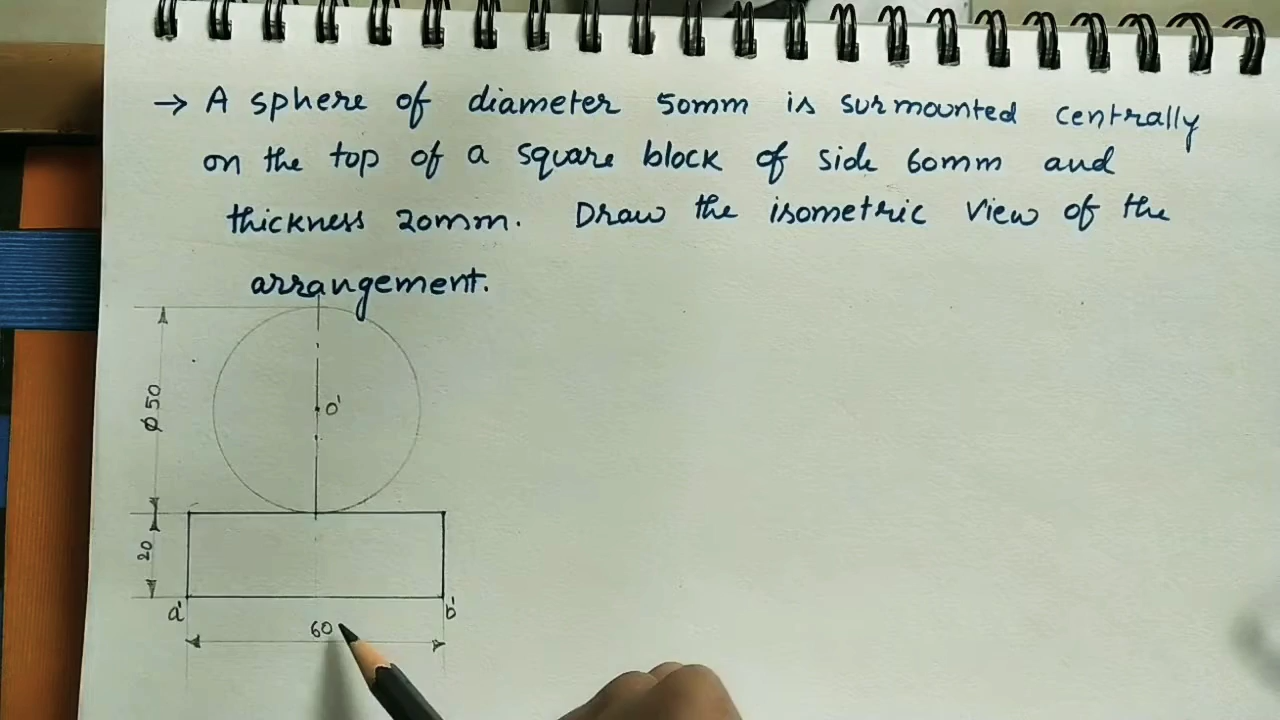 → A sphere of diameter 50mm is surmounted centrally
on the top of a square block of side 60mm and
thickness 20mm. Draw the isometric view of the
arrangement.
ϕ50
o'
20
a'
b'
60